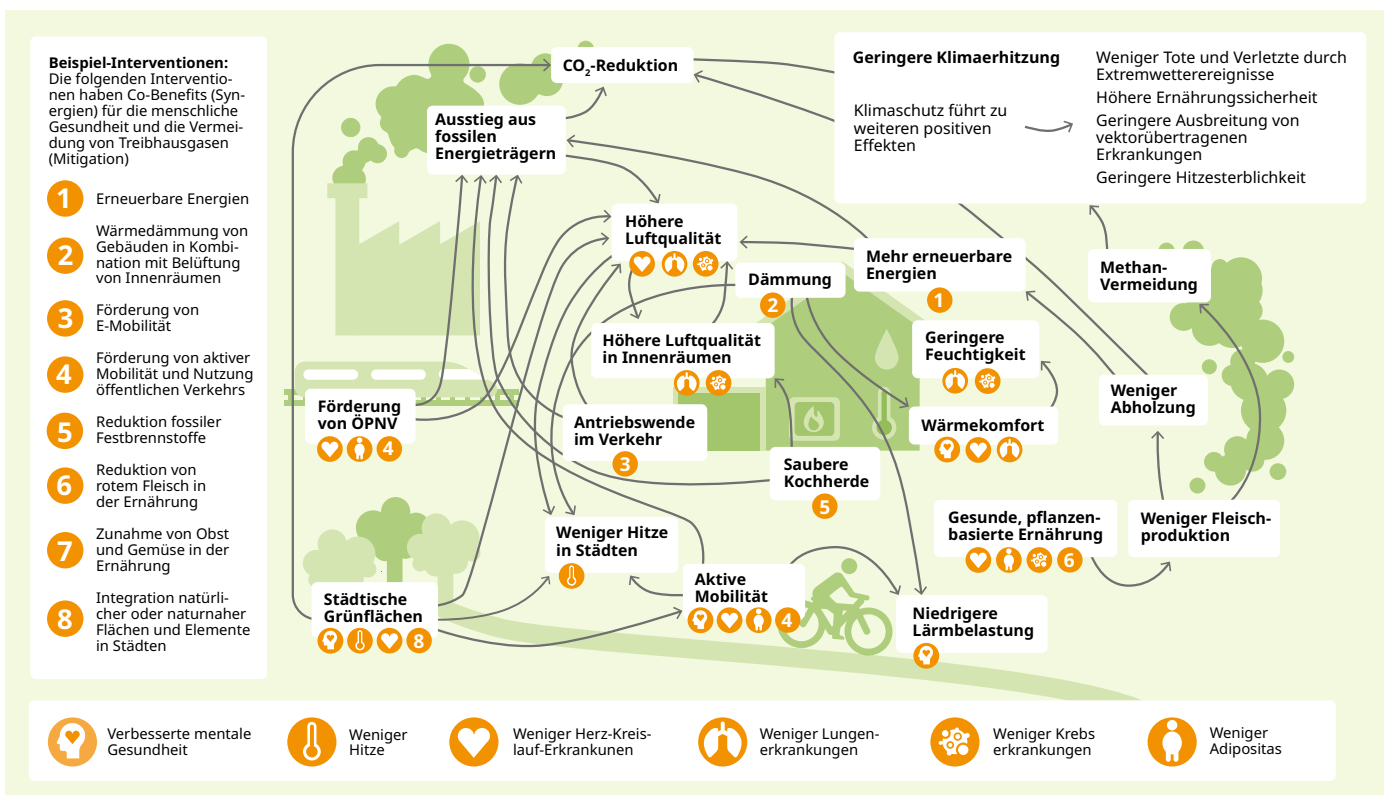 Beispiel-Interventionen:
Die folgenden Interventio-
nen haben Co-Benefits (Syn-
ergien) für die menschliche
Gesundheit und die Vermei-
dung von Treibhausgasen
(Mitigation)
1
Erneuerbare Energien
2
Wärmedämmung von
Gebäuden in Kombi-
nation mit Belüftung
von Innenräumen
3
Förderung von
E-Mobilität
4
Förderung von aktiver
Mobilität und Nutzung
öffentlichen Verkehrs
5
Reduktion fossiler
Festbrennstoffe
6
Reduktion von
rotem Fleisch in
der Ernährung
7
Zunahme von Obst
und Gemüse in der
Ernährung
8
Integration natürli-
cher oder naturnaher
Flächen und Elemente
in Städten
CO₂-Reduktion
Ausstieg aus
fossilen
Energieträgern
Geringere Klimaerhitzung
Klimaschutz führt zu
weiteren positiven
Effekten
Weniger Tote und Verletzte durch
Extremwetterereignisse
Höhere Ernährungssicherheit
Geringere Ausbreitung von
vektorübertragenen
Erkrankungen
Geringere Hitzesterblichkeit
Höhere
Luftqualität
Dämmung
2
Mehr erneuerbare
Energien
1
Methan-
Vermeidung
Höhere Luftqualität
in Innenräumen
Geringere
Feuchtigkeit
Förderung
von ÖPNV
4
Antriebswende
im Verkehr
3
Wärmekomfort
Weniger
Abholzung
Saubere
Kochherde
5
Weniger Hitze
in Städten
Gesunde, pflanzen-
basierte Ernährung
6
Weniger Fleisch-
produktion
Städtische
Grünflächen
8
Aktive
Mobilität
4
Niedrigere
Lärmbelastung
Verbesserte mentale
Gesundheit
Weniger
Hitze
Weniger Herz-Kreis-
lauf-Erkrankunen
Weniger Lungen-
erkrankungen
Weniger Krebs
erkrankungen
Weniger
Adipositas